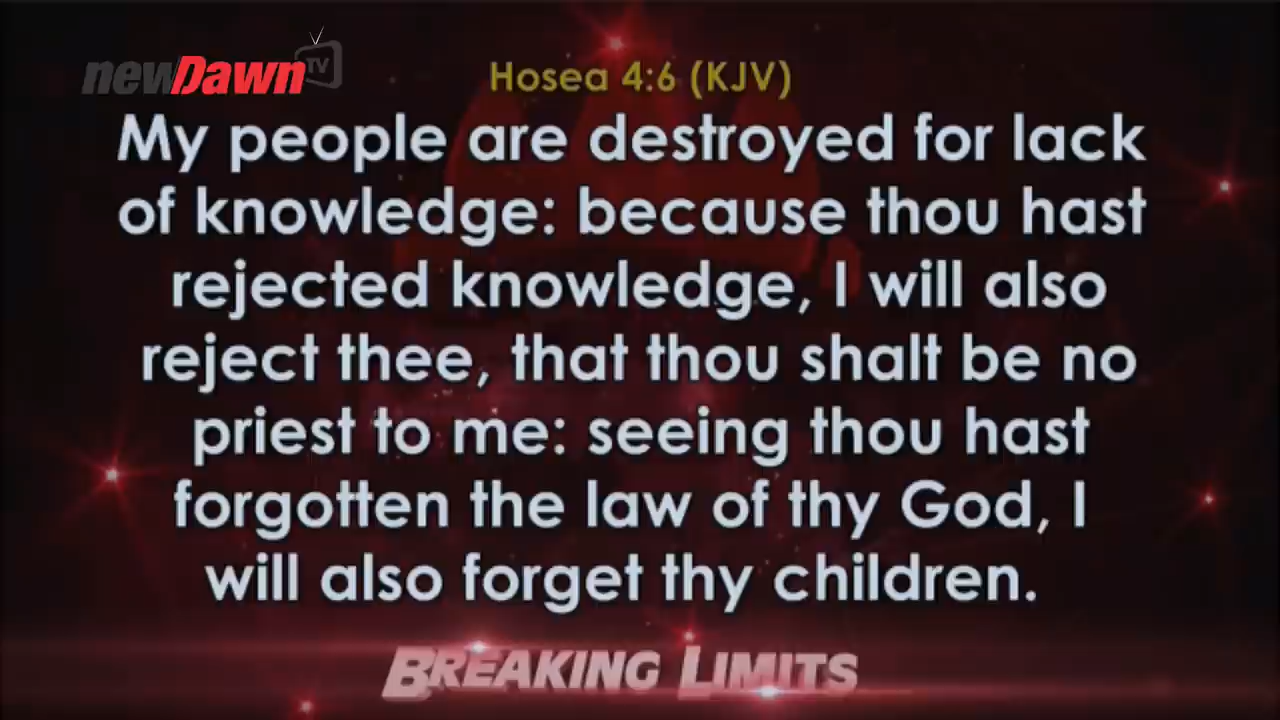 newDawn TV
Hosea 4:6 (KJV)
My people are destroyed for lack
of knowledge: because thou hast
rejected knowledge, I will also
reject thee, that thou shalt be no
priest to me: seeing thou hast
forgotten the law of thy God, I
will also forget thy children.
BREAKING LIMITS